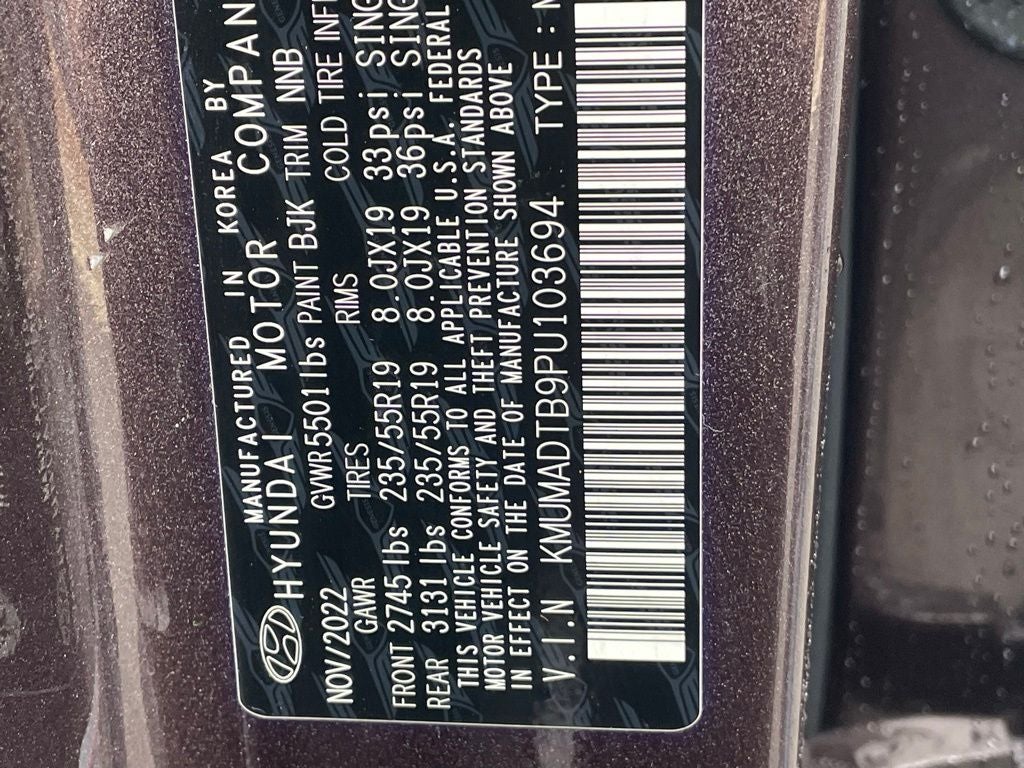 MANUFACTURED IN KOREA BY
HYUNDAI MOTOR COMPAN
NOV/2022 GVWR5501lbs PAINT BJK TRIM NNB
GAWR TIRES RIMS COLD TIRE INF
FRONT 2745 lbs 235/55R19 8.0JX19 33psi SING
REAR 3131 lbs 235/55R19 8.0JX19 36psi SING
THIS VEHICLE CONFORMS TO ALL APPLICABLE U.S.A. FEDERAL
MOTOR VEHICLE SAFETY AND THEFT PREVENTION STANDARDS
IN EFFECT ON THE DATE OF MANUFACTURE SHOWN ABOVE
V.I.N KMUMADTB9PU103694 TYPE :